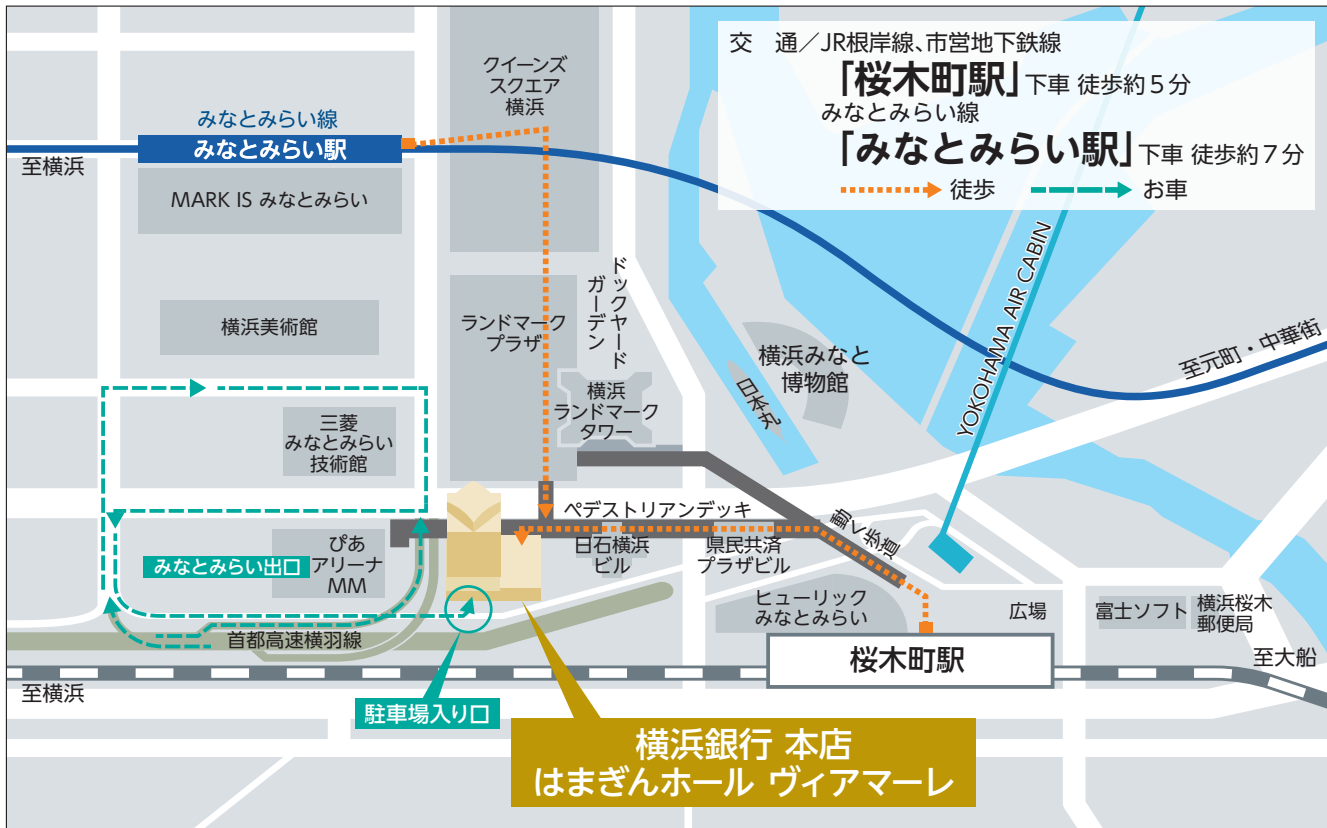 交　通／JR根岸線、市営地下鉄線
「桜木町駅」下車 徒歩約5分
みなとみらい線
「みなとみらい駅」下車 徒歩約7分
徒歩
お車
クイーンズ
スクエア
横浜
みなとみらい線
みなとみらい駅
至横浜
MARK IS みなとみらい
YOKOHAMA AIR CABIN
ドックヤード
ガーデン
横浜美術館
ランドマーク
プラザ
横浜みなと
博物館
日本丸
至元町・中華街
横浜
ランドマーク
タワー
三菱
みなとみらい
技術館
ペデストリアンデッキ
動く歩道
ぴあ
アリーナ
MM
みなとみらい出口
日石横浜
ビル
県民共済
プラザビル
ヒューリック
みなとみらい
広場
富士ソフト
横浜桜木
郵便局
首都高速横羽線
桜木町駅
至大船
至横浜
駐車場入り口
横浜銀行 本店
はまぎんホール ヴィアマーレ